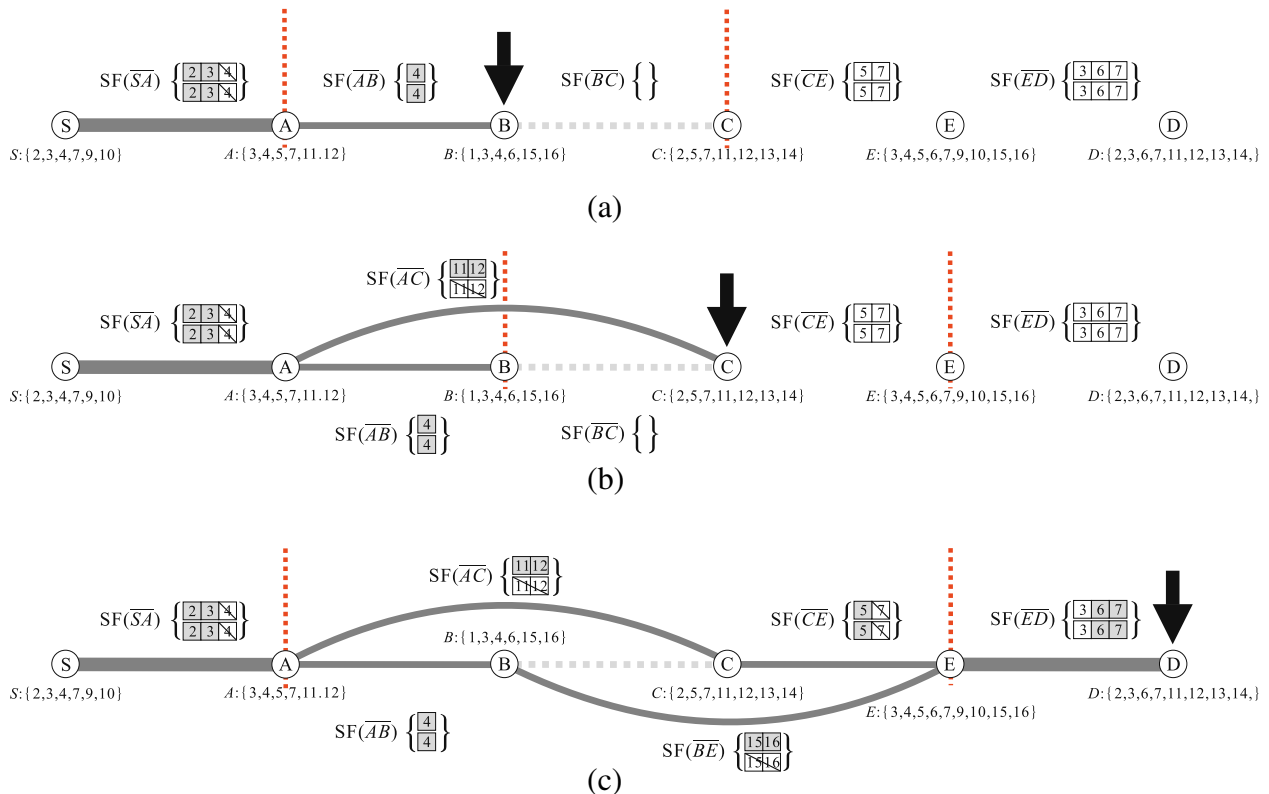 SF(SA) { 2 3 4 / 2 3 4 } SF(AB) { 4 / 4 } SF(BC) { } SF(CE) { 5 7 / 5 7 } SF(ED) { 3 6 7 / 3 6 7 }
S A B C E D
S:{2,3,4,7,9,10} A:{3,4,5,7,11.12} B:{1,3,4,6,15,16} C:{2,5,7,11,12,13,14} E:{3,4,5,6,7,9,10,15,16} D:{2,3,6,7,11,12,13,14,}
(a)
SF(AC) { 11 12 / 11 12 }
SF(SA) { 2 3 4 / 2 3 4 } SF(CE) { 5 7 / 5 7 } SF(ED) { 3 6 7 / 3 6 7 }
S A B C E D
S:{2,3,4,7,9,10} A:{3,4,5,7,11.12} B:{1,3,4,6,15,16} C:{2,5,7,11,12,13,14} E:{3,4,5,6,7,9,10,15,16} D:{2,3,6,7,11,12,13,14,}
SF(AB) { 4 / 4 } SF(BC) { }
(b)
SF(AC) { 11 12 / 11 12 }
SF(SA) { 2 3 4 / 2 3 4 } SF(CE) { 5 7 / 5 7 } SF(ED) { 3 6 7 / 3 6 7 }
B:{1,3,4,6,15,16}
S A B C E D
S:{2,3,4,7,9,10} A:{3,4,5,7,11.12} C:{2,5,7,11,12,13,14} D:{2,3,6,7,11,12,13,14,}
E:{3,4,5,6,7,9,10,15,16}
SF(AB) { 4 / 4 } SF(BE) { 15 16 / 15 16 }
(c)